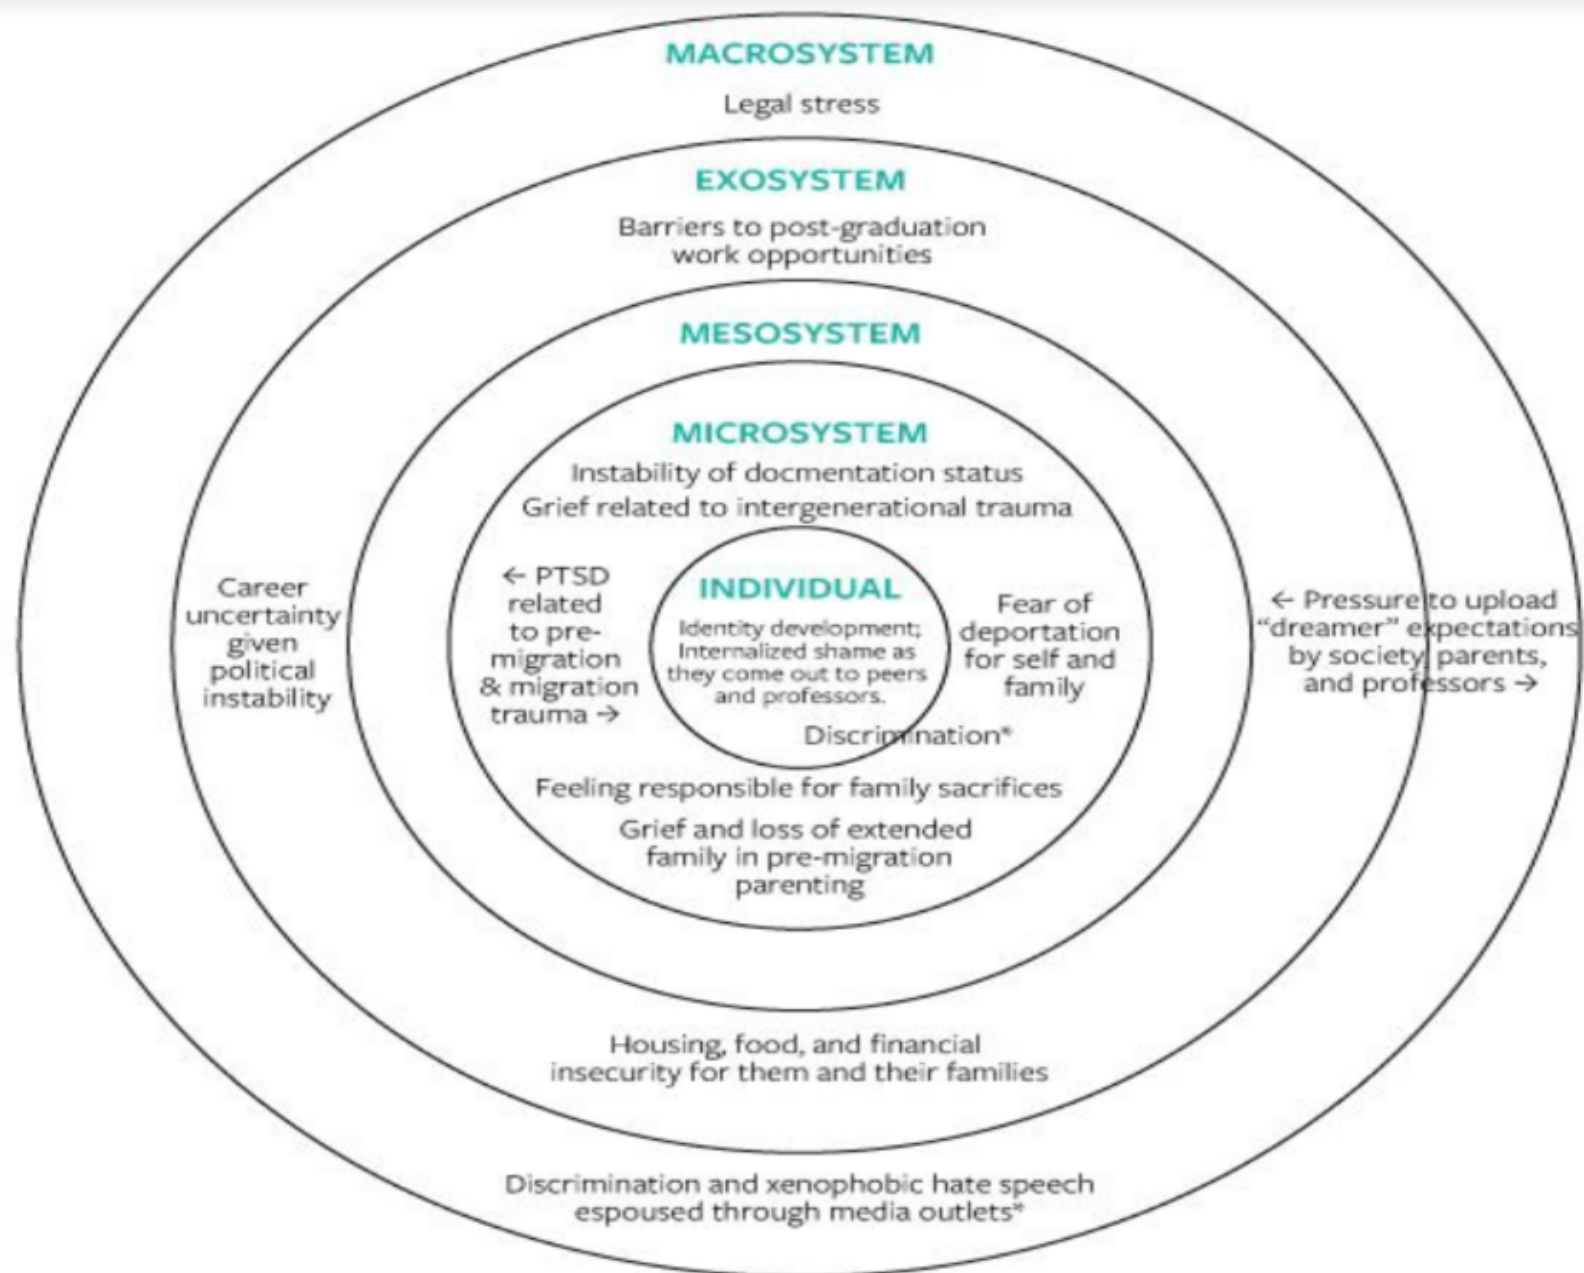 MACROSYSTEM
Legal stress
EXOSYSTEM
Barriers to post-graduation
work opportunities
MESOSYSTEM
MICROSYSTEM
Instability of docmentation status
Grief related to intergenerational trauma
Career
uncertainty
given
political
instability
← PTSD
related
to pre-
migration
& migration
trauma →
INDIVIDUAL
Identity development;
Internalized shame as
they come out to peers
and professors.
Fear of
deportation
for self and
family
← Pressure to upload
“dreamer” expectations
by society, parents,
and professors →
Discrimination*
Feeling responsible for family sacrifices
Grief and loss of extended
family in pre-migration
parenting
Housing, food, and financial
insecurity for them and their families
Discrimination and xenophobic hate speech
espoused through media outlets*